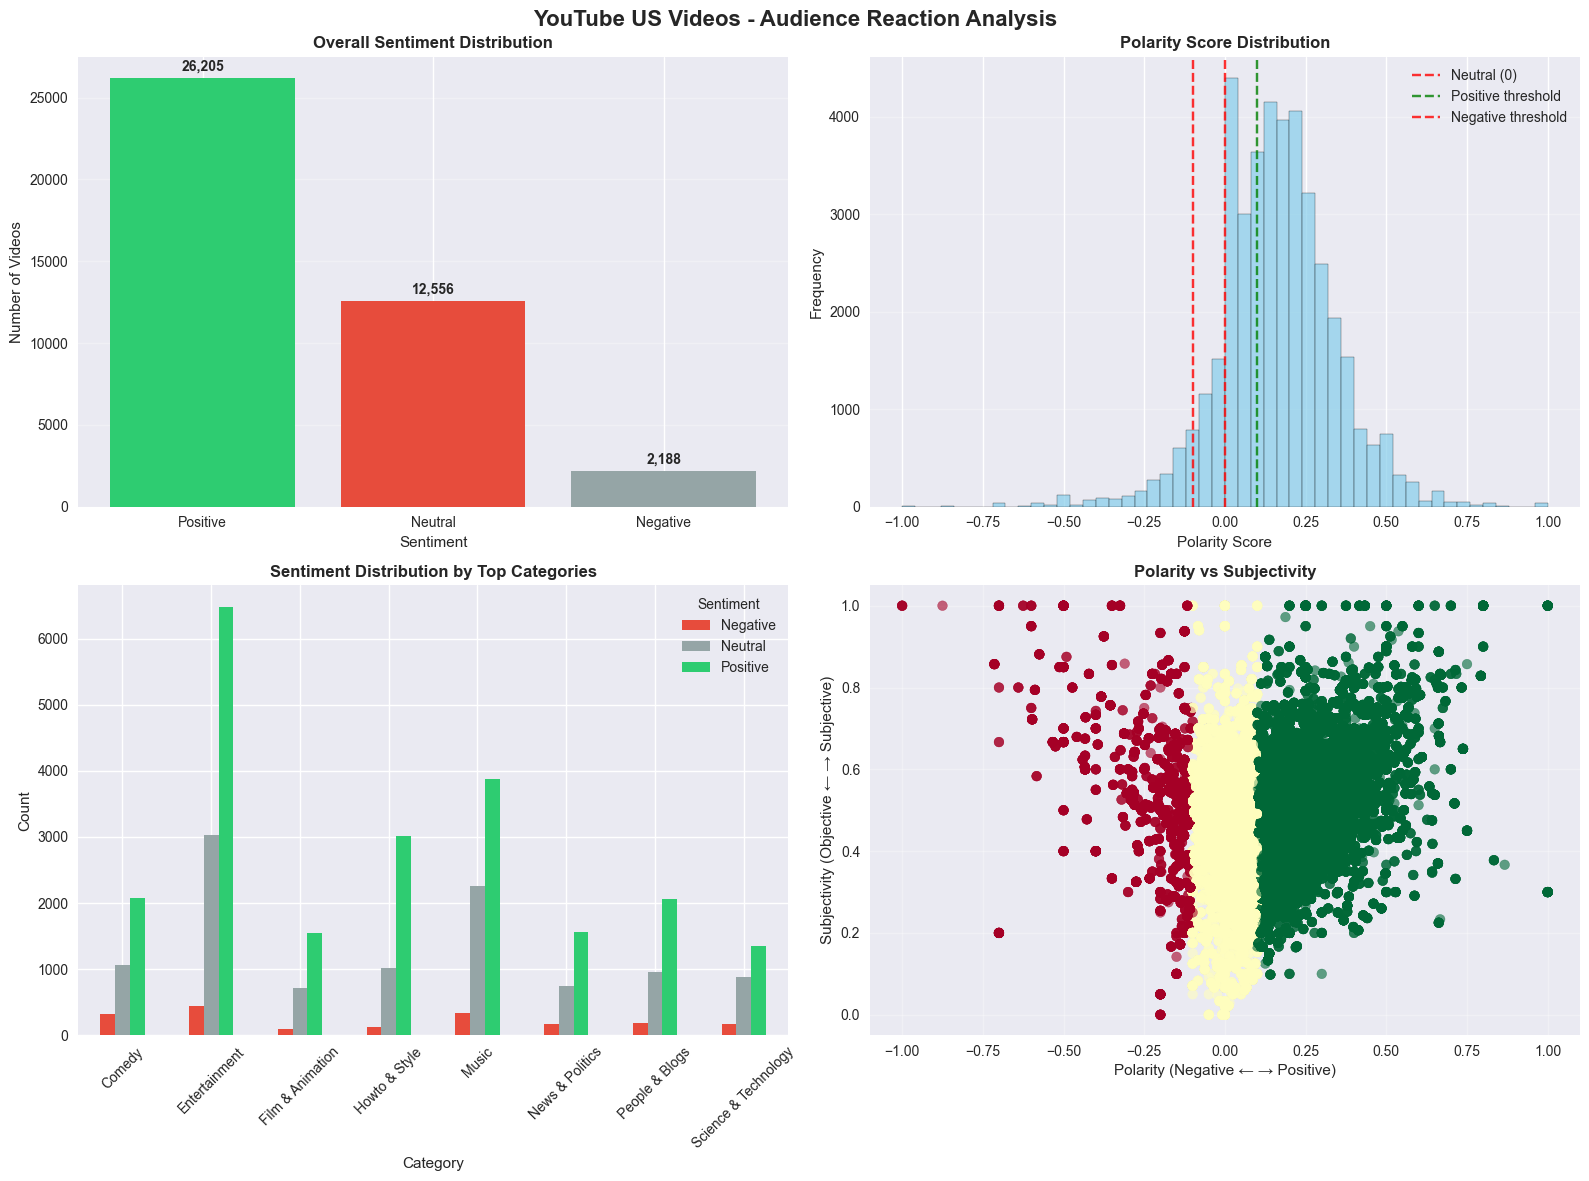 YouTube US Videos - Audience Reaction Analysis
Overall Sentiment Distribution
26,205
12,556
2,188
25000
20000
15000
10000
5000
0
Number of Videos
Positive Neutral Negative
Sentiment
Polarity Score Distribution
Neutral (0)
Positive threshold
Negative threshold
4000
3000
2000
1000
0
Frequency
−1.00 −0.75 −0.50 −0.25 0.00 0.25 0.50 0.75 1.00
Polarity Score
Sentiment Distribution by Top Categories
Sentiment
Negative
Neutral
Positive
6000
5000
4000
3000
2000
1000
0
Count
Comedy
Entertainment
Film & Animation
Howto & Style
Music
News & Politics
People & Blogs
Science & Technology
Category
Polarity vs Subjectivity
1.0
0.8
0.6
0.4
0.2
0.0
Subjectivity (Objective ← → Subjective)
−1.00 −0.75 −0.50 −0.25 0.00 0.25 0.50 0.75 1.00
Polarity (Negative ← → Positive)